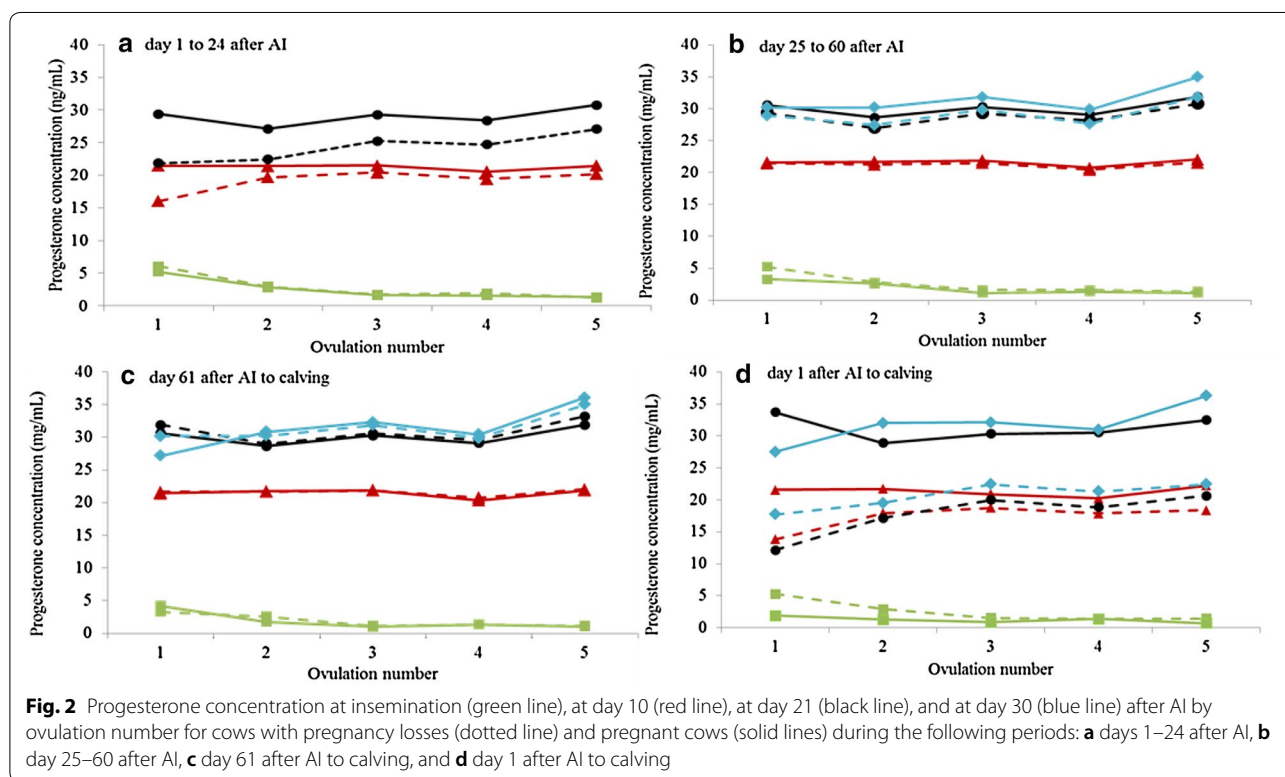 a day 1 to 24 after AI
Progesterone concentration (ng/mL)
40
35
30
25
20
15
10
5
0
1 2 3 4 5
Ovulation number
b day 25 to 60 after AI
Progesterone concentration (mg/mL)
40
35
30
25
20
15
10
5
0
1 2 3 4 5
Ovulation number
c day 61 after AI to calving
Progesterone concentration (mg/mL)
40
35
30
25
20
15
10
5
0
1 2 3 4 5
Ovulation number
d day 1 after AI to calving
Progesterone concentration (mg/mL)
40
35
30
25
20
15
10
5
0
1 2 3 4 5
Ovulation number
Fig. 2 Progesterone concentration at insemination (green line), at day 10 (red line), at day 21 (black line), and at day 30 (blue line) after AI by
ovulation number for cows with pregnancy losses (dotted line) and pregnant cows (solid lines) during the following periods: a days 1–24 after AI, b
day 25–60 after AI, c day 61 after AI to calving, and d day 1 after AI to calving